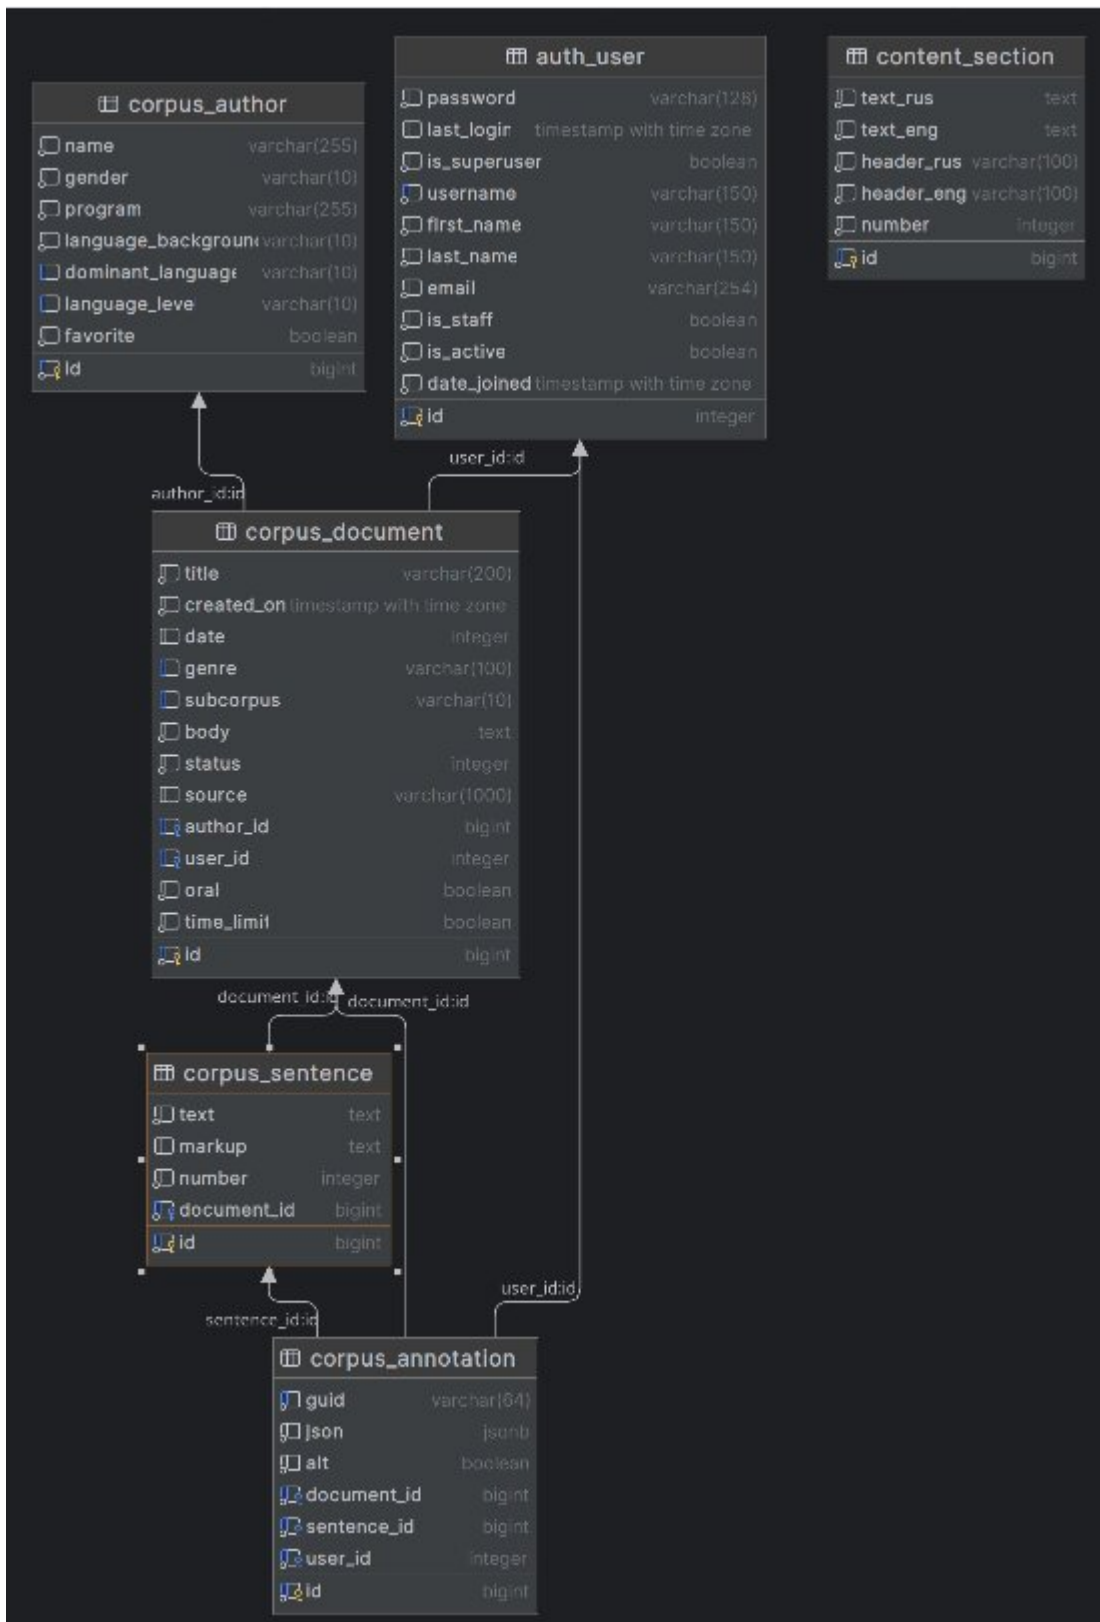 corpus_author
name varchar(255)
gender varchar(10)
program varchar(255)
language_background varchar(10)
dominant_language varchar(10)
language_leve varchar(10)
favorite boolean
id bigint
auth_user
password varchar(128)
last_login timestamp with time zone
is_superuser boolean
username varchar(150)
first_name varchar(150)
last_name varchar(150)
email varchar(254)
is_staff boolean
is_active boolean
date_joined timestamp with time zone
id integer
content_section
text_rus text
text_eng text
header_rus varchar(100)
header_eng varchar(100)
number integer
id bigint
author_id:id
user_id:id
corpus_document
title varchar(200)
created_on timestamp with time zone
date integer
genre varchar(100)
subcorpus varchar(10)
body text
status integer
source varchar(1000)
author_id bigint
user_id integer
oral boolean
time_limit boolean
id bigint
document_id:id
document_id:id
corpus_sentence
text text
markup text
number integer
document_id bigint
id bigint
sentence_id:id
user_id:id
corpus_annotation
guid varchar(64)
json jsonb
alt boolean
document_id bigint
sentence_id bigint
user_id integer
id bigint